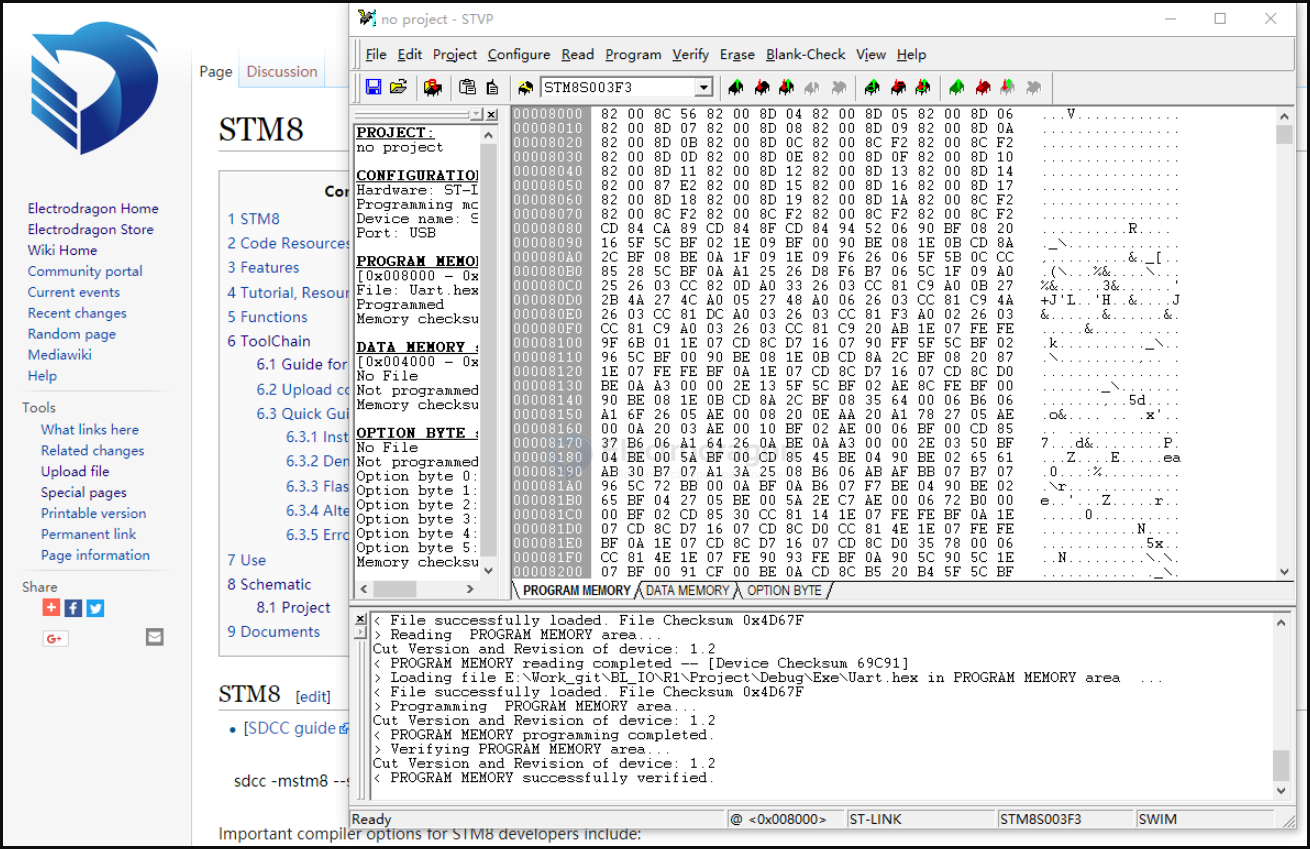 Page
Discussion
STM8
Cor
1 STM8
2 Code Resources
3 Features
4 Tutorial, Resour
5 Functions
6 ToolChain
6.1 Guide for
6.2 Upload co
6.3 Quick Gui
6.3.1 Inst
6.3.2 Den
6.3.3 Flas
6.3.4 Alte
6.3.5 Erro
7 Use
8 Schematic
8.1 Project
9 Documents
STM8 [edit]
[SDCC guide
sdcc -mstm8 --s
Important compiler options for STM8 developers include:
Electrodragon Home
Electrodragon Store
Wiki Home
Community portal
Current events
Recent changes
Random page
Mediawiki
Help
Tools
What links here
Related changes
Upload file
Special pages
Printable version
Permanent link
Page information
Share
G+
no project - STVP
File Edit Project Configure Read Program Verify Erase Blank-Check View Help
STM8S003F3
PROJECT:
no project
CONFIGURATION
Hardware: ST-L
Programming mo
Device name: S
Port: USB
PROGRAM MEMOR
[0x008000 - 0x
File: Uart.hex
Programmed
Memory checksu
DATA MEMORY s
[0x004000 - 0x
No File
Not programmed
Memory checksu
OPTION BYTE s
No File
Not programmed
Option byte 0:
Option byte 1:
Option byte 2:
Option byte 3:
Option byte 4:
Option byte 5:
Memory checksu
00008000 82 00 8C 56 82 00 8D 04 82 00 8D 05 82 00 8D 06 ...V............
00008010 82 00 8D 07 82 00 8D 08 82 00 8D 09 82 00 8D 0A ................
00008020 82 00 8D 0B 82 00 8D 0C 82 00 8C F2 82 00 8C F2 ................
00008030 82 00 8D 0D 82 00 8D 0E 82 00 8D 0F 82 00 8D 10 ................
00008040 82 00 8D 11 82 00 8D 12 82 00 8D 13 82 00 8D 14 ................
00008050 82 00 87 E2 82 00 8D 15 82 00 8D 16 82 00 8D 17 ................
00008060 82 00 8D 18 82 00 8D 19 82 00 8D 1A 82 00 8C F2 ................
00008070 82 00 8C F2 82 00 8C F2 82 00 8C F2 82 00 8C F2 ................
00008080 CD 84 CA 89 CD 84 8F CD 84 94 52 06 90 BF 08 20 ..........R....
00008090 16 5F 5C BF 02 1E 09 BF 00 90 BE 08 1E 0B CD 8A ._\.............
000080A0 2C BF 08 BE 0A 1F 09 1E 09 F6 26 06 5F 5B 0C CC ,.........&._[..
000080B0 85 28 5C BF 0A A1 25 26 D8 F6 B7 06 5C 1F 09 A0 .(\...%&....\...
000080C0 25 26 03 CC 82 0D A0 33 26 03 CC 81 C9 A0 0B 27 %&.....3&......'
000080D0 2B 4A 27 4C A0 05 27 48 A0 06 26 03 CC 81 C9 4A +J'L..'H..&....J
000080E0 26 03 CC 81 DC A0 03 26 03 CC 81 F3 A0 02 26 03 &......&......&.
000080F0 CC 81 C9 A0 03 26 03 CC 81 C9 20 AB 1E 07 FE FE .....&.... .....
00008100 9F 6B 01 1E 07 CD 8C D7 16 07 90 FF 5F 5C BF 02 .k.........._\..
00008110 96 5C BF 00 90 BE 08 1E 0B CD 8A 2C BF 08 20 87 .\.........,.. .
00008120 1E 07 FE FE BF 0A 1E 07 CD 8C D7 16 07 CD 8C D0 ................
00008130 BE 0A A3 00 00 2E 13 5F 5C BF 02 AE 8C FE BF 00 ......._\.......
00008140 90 BE 08 1E 0B CD 8A 2C BF 08 35 64 00 06 B6 06 .......,..5d....
00008150 A1 6F 26 05 AE 00 08 20 0E AA 20 A1 78 27 05 AE .o&.... .. .x'..
00008160 00 0A 20 03 AE 00 10 BF 02 AE 00 06 BF 00 CD 85 .. .............
00008170 37 B6 06 A1 64 26 0A BE 0A A3 00 00 2E 03 50 BF 7...d&........P.
00008180 04 BE 00 5A BF 00 CD 85 45 BE 04 90 BE 02 65 61 ...Z....E.....ea
00008190 AB 30 B7 07 A1 3A 25 08 B6 06 AB AF BB 07 B7 07 .0...:%.........
000081A0 96 5C 72 BB 00 0A BF 0A B6 07 F7 BE 04 90 BE 02 .\r.............
000081B0 65 BF 04 27 05 BE 00 5A 2E C7 AE 00 06 72 B0 00 e..'...Z.....r..
000081C0 00 BF 02 CD 85 30 CC 81 14 1E 07 FE FE BF 0A 1E .....0..........
000081D0 07 CD 8C D7 16 07 CD 8C D0 CC 81 4E 1E 07 FE FE ...........N....
000081E0 BF 0A 1E 07 CD 8C D7 16 07 CD 8C D0 35 78 00 06 ............5x..
000081F0 CC 81 4E 1E 07 FE 90 93 FE BF 0A 90 5C 90 5C 1E ..N.........\.\.
00008200 07 BF 00 91 CF 00 BE 0A CD 8C B5 20 B4 5F 5C BF ........... ._\.
PROGRAM MEMORY DATA MEMORY OPTION BYTE
< File successfully loaded. File Checksum 0x4D67F
> Reading PROGRAM MEMORY area...
Cut Version and Revision of device: 1.2
< PROGRAM MEMORY reading completed -- [Device Checksum 69C91]
> Loading file E:\Work_git\BL_IO\R1\Project\Debug\Exe\Uart.hex in PROGRAM MEMORY area ...
< File successfully loaded. File Checksum 0x4D67F
> Programming PROGRAM MEMORY area...
Cut Version and Revision of device: 1.2
< PROGRAM MEMORY programming completed.
> Verifying PROGRAM MEMORY area...
Cut Version and Revision of device: 1.2
< PROGRAM MEMORY successfully verified.
Ready @ <0x008000> ST-LINK STM8S003F3 SWIM